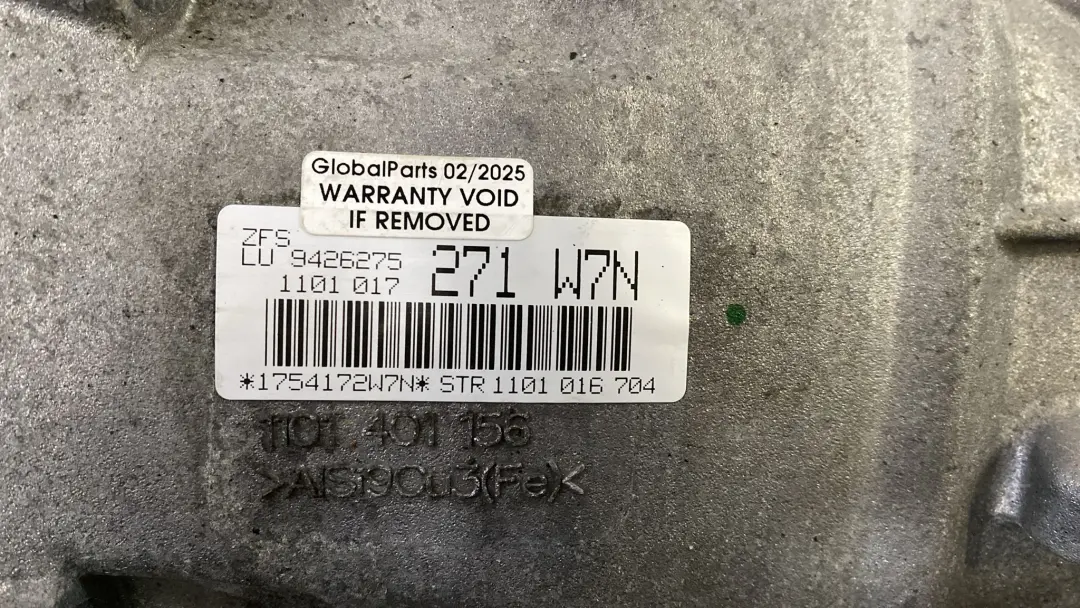 GlobalParts 02/2025
WARRANTY VOID
IF REMOVED
ZFS
LU 9426275
271 W7N
1101 017
*1754172W7N* STR 1101 016 704
1101 401 156
>AlSi9Cu3(Fe)<